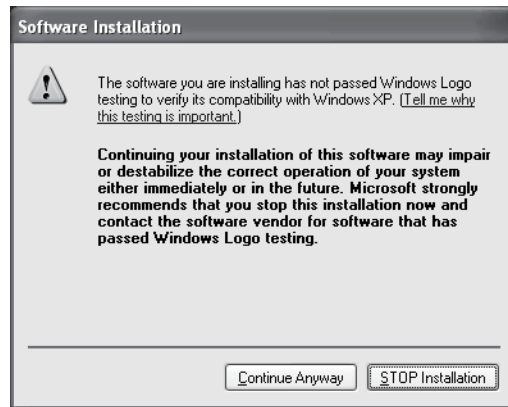 Software Installation
The software you are installing has not passed Windows Logo
testing to verify its compatibility with Windows XP. (Tell me why
this testing is important.)
Continuing your installation of this software may impair
or destabilize the correct operation of your system
either immediately or in the future. Microsoft strongly
recommends that you stop this installation now and
contact the software vendor for software that has
passed Windows Logo testing.
Continue Anyway
STOP Installation